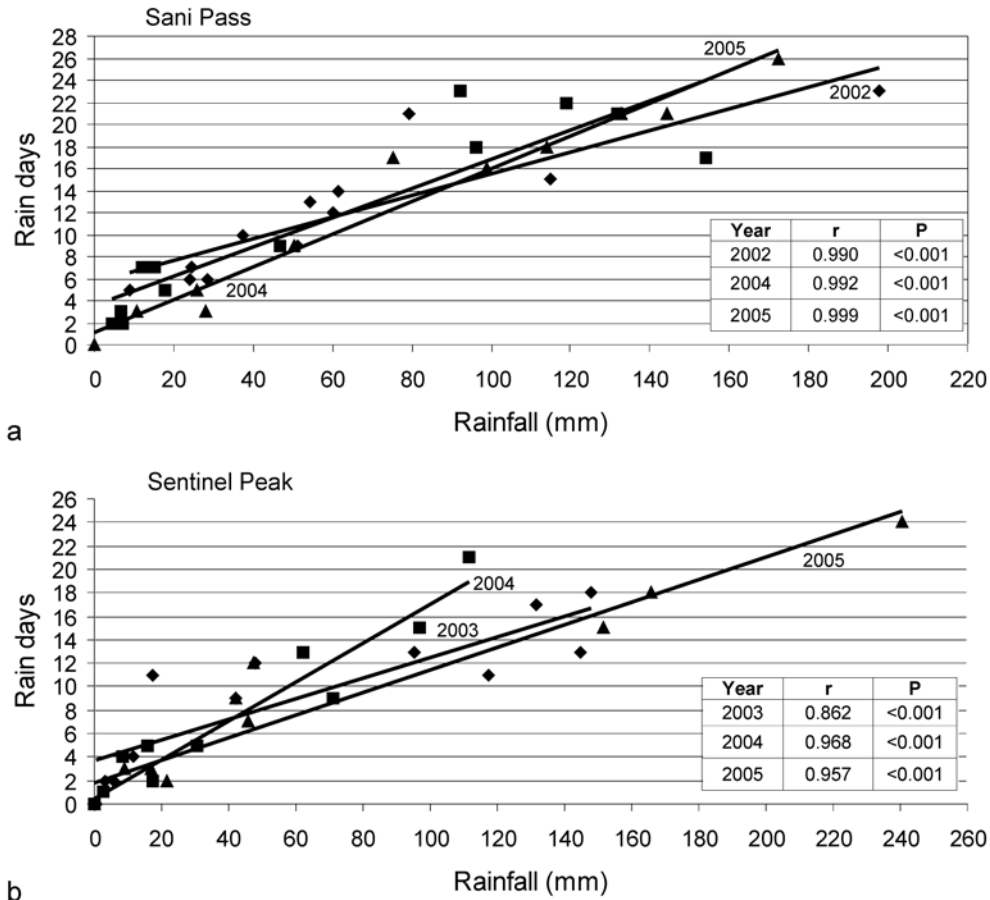 Sani Pass
28
26
24
22
20
18
16
14
12
10
8
6
4
2
0
Rain days
2005
2002
2004
Year r P
2002 0.990 <0.001
2004 0.992 <0.001
2005 0.999 <0.001
0 20 40 60 80 100 120 140 160 180 200 220
Rainfall (mm)
a
Sentinel Peak
26
24
22
20
18
16
14
12
10
8
6
4
2
0
Rain days
2004
2005
2003
Year r P
2003 0.862 <0.001
2004 0.968 <0.001
2005 0.957 <0.001
0 20 40 60 80 100 120 140 160 180 200 220 240 260
Rainfall (mm)
b